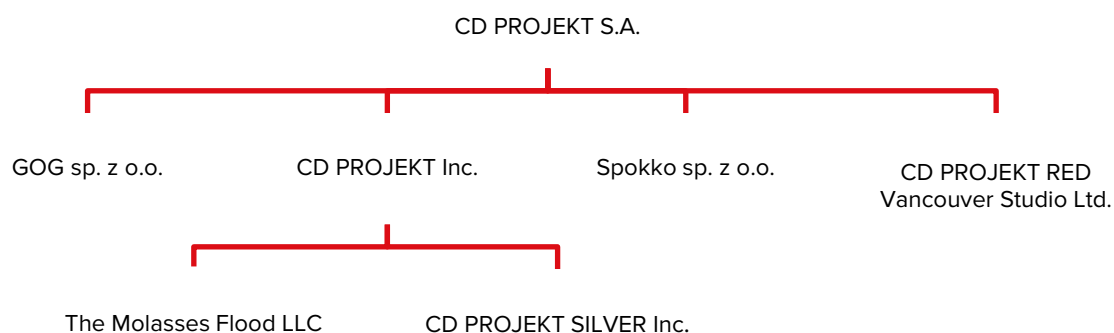 CD PROJEKT S.A.
GOG sp. z o.o.
CD PROJEKT Inc.
Spokko sp. z o.o.
CD PROJEKT RED
Vancouver Studio Ltd.
The Molasses Flood LLC
CD PROJEKT SILVER Inc.